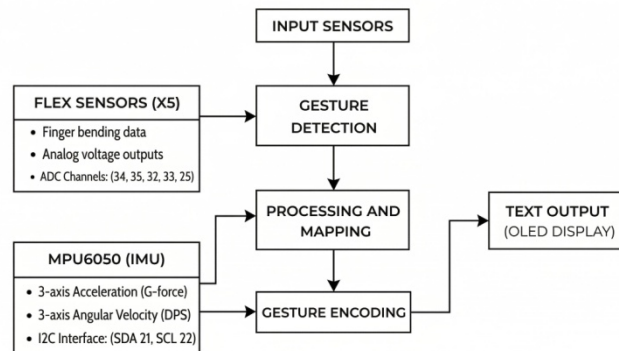 INPUT SENSORS
FLEX SENSORS (X5)
• Finger bending data
• Analog voltage outputs
• ADC Channels: (34, 35, 32, 33, 25)
GESTURE
DETECTION
PROCESSING AND
MAPPING
TEXT OUTPUT
(OLED DISPLAY)
MPU6050 (IMU)
• 3-axis Acceleration (G-force)
• 3-axis Angular Velocity (DPS)
• I2C Interface: (SDA 21, SCL 22)
GESTURE ENCODING